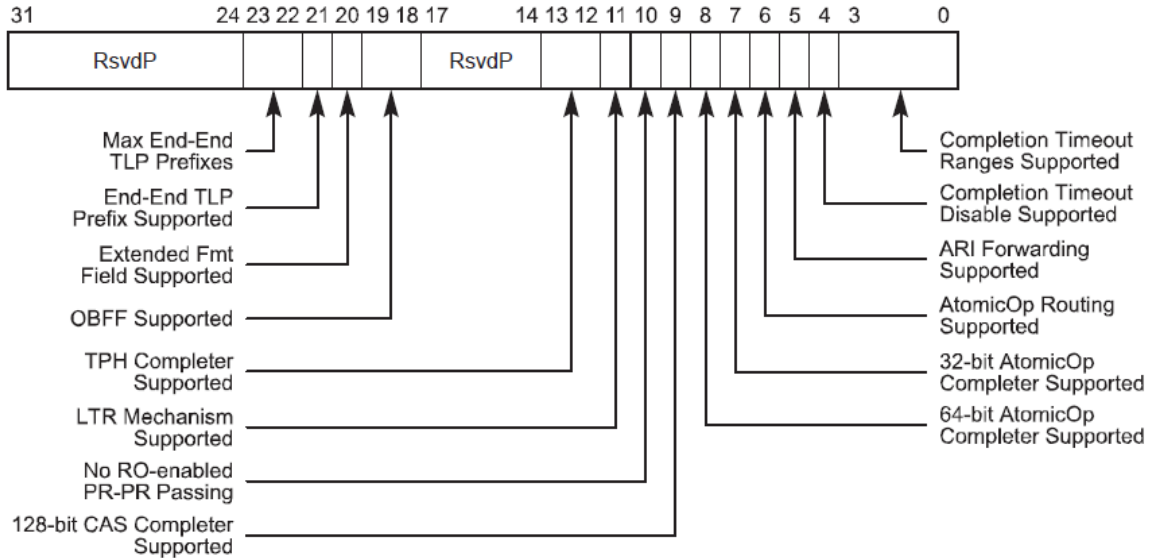 31 24 23 22 21 20 19 18 17 14 13 12 11 10 9 8 7 6 5 4 3 0
RsvdP RsvdP
Max End-End
TLP Prefixes
End-End TLP
Prefix Supported
Extended Fmt
Field Supported
OBFF Supported
TPH Completer
Supported
LTR Mechanism
Supported
No RO-enabled
PR-PR Passing
128-bit CAS Completer
Supported
Completion Timeout
Ranges Supported
Completion Timeout
Disable Supported
ARI Forwarding
Supported
AtomicOp Routing
Supported
32-bit AtomicOp
Completer Supported
64-bit AtomicOp
Completer Supported